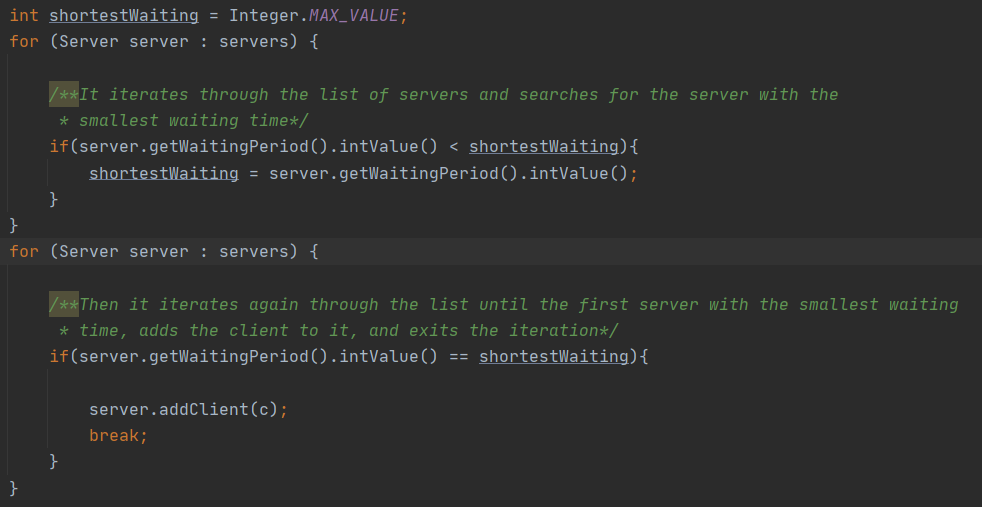 int shortestWaiting = Integer.MAX_VALUE;
for (Server server : servers) {
/**It iterates through the list of servers and searches for the server with the
* smallest waiting time*/
if(server.getWaitingPeriod().intValue() < shortestWaiting){
shortestWaiting = server.getWaitingPeriod().intValue();
}
}
for (Server server : servers) {
/**Then it iterates again through the list until the first server with the smallest waiting
* time, adds the client to it, and exits the iteration*/
if(server.getWaitingPeriod().intValue() == shortestWaiting){
server.addClient(c);
break;
}
}